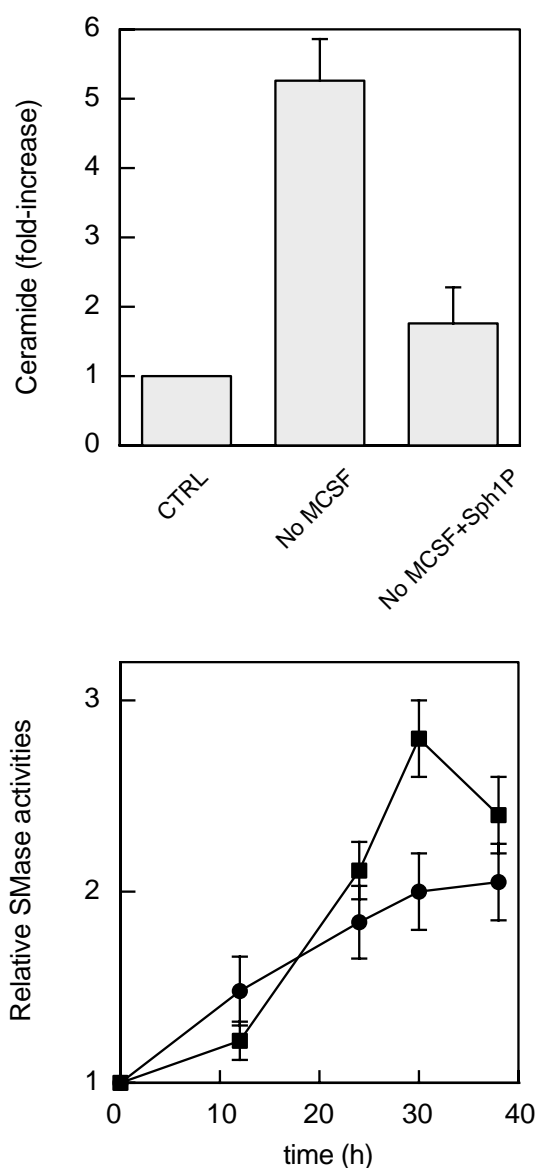 6
5
4
3
2
1
0
Ceramide (fold-increase)
CTRL
No MCSF
No MCSF+Sph1P
3
2
1
Relative SMase activities
0
10
20
30
40
time (h)